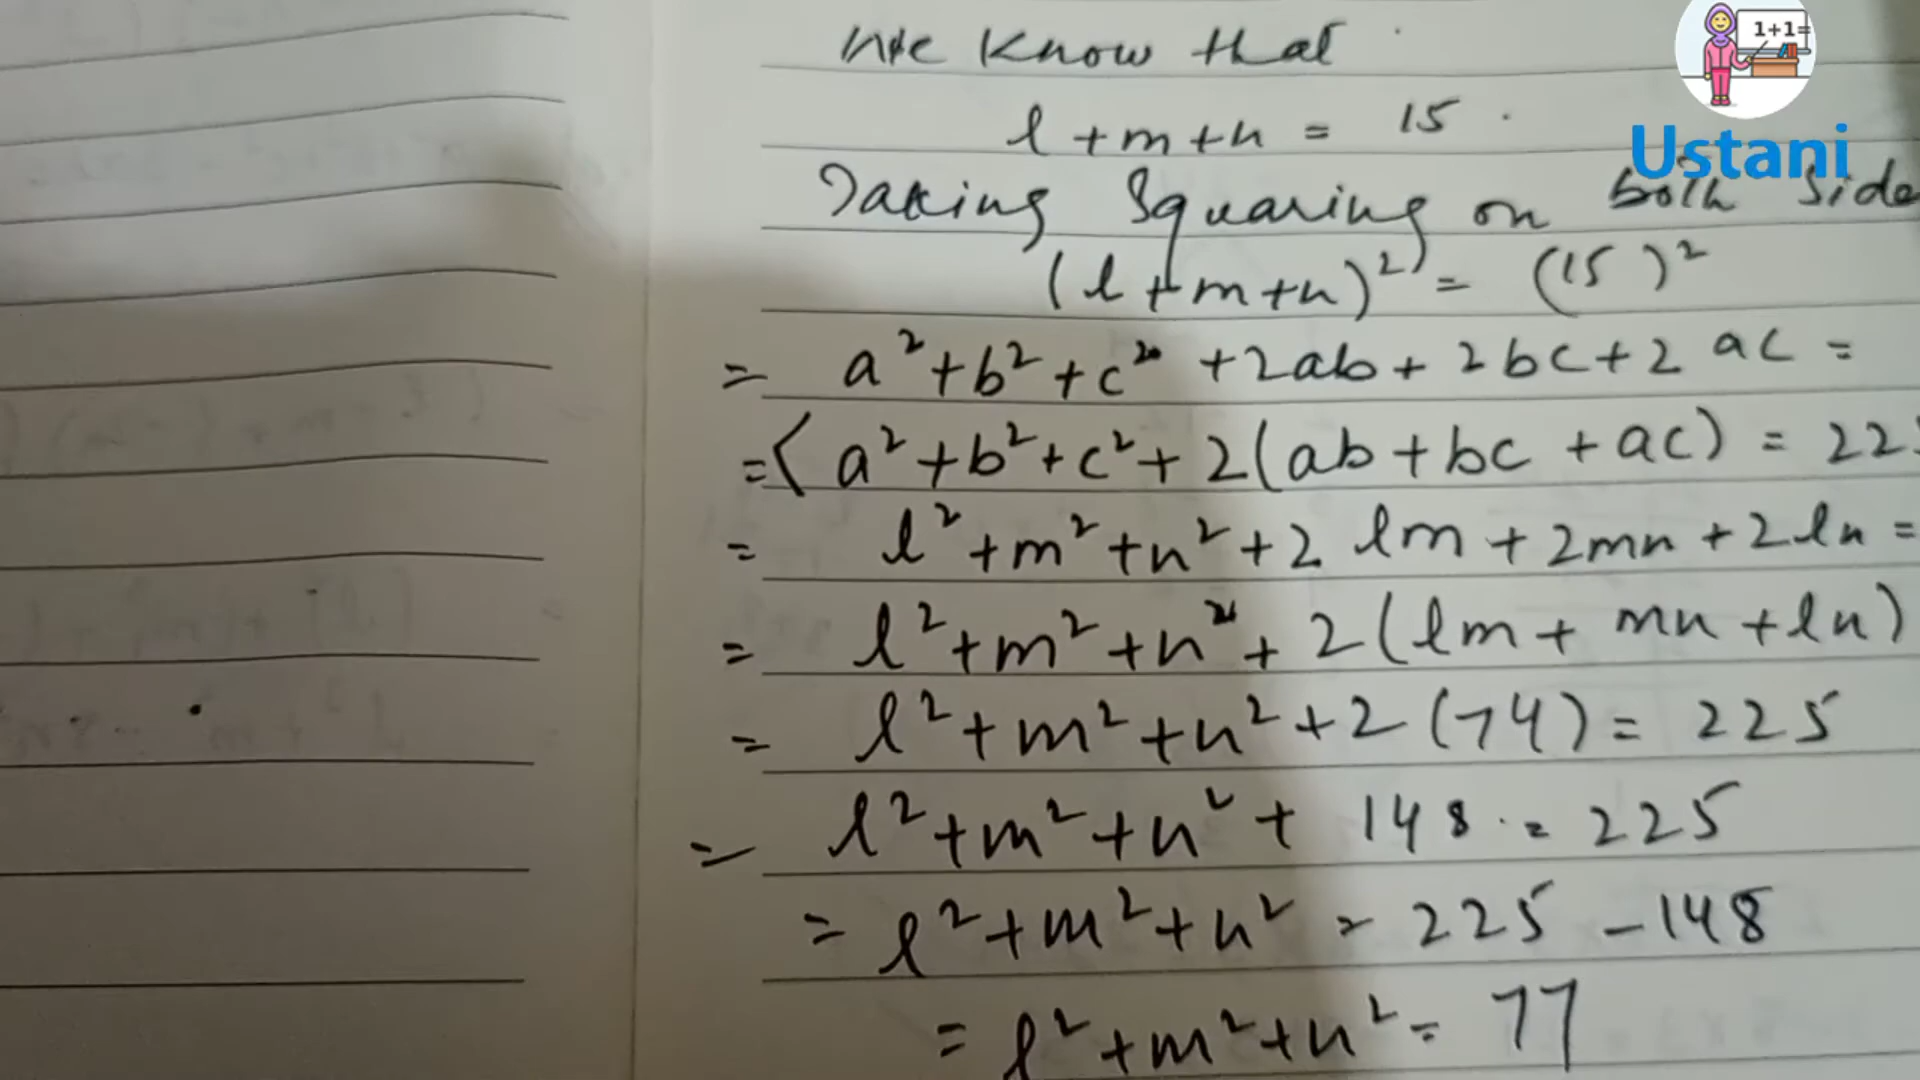 We Know that
l + m + n = 15
Taking Squaring on both side
(l + m + n)² = (15)²
= a² + b² + c² + 2ab + 2bc + 2ac =
= ( a² + b² + c² + 2(ab + bc + ac) = 225
= l² + m² + n² + 2 lm + 2mn + 2ln =
= l² + m² + n² + 2(lm + mn + ln)
= l² + m² + n² + 2(74) = 225
= l² + m² + n² + 148 = 225
= l² + m² + n² = 225 - 148
= l² + m² + n² = 77
1+1=
Ustani